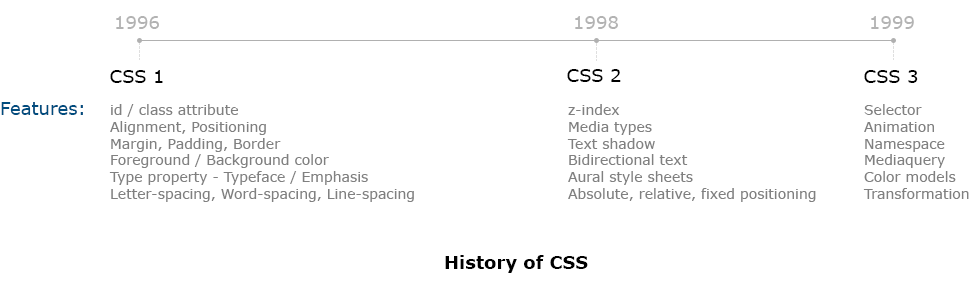 1996 1998 1999
CSS 1 CSS 2 CSS 3
Features: id / class attribute z-index Selector
Alignment, Positioning Media types Animation
Margin, Padding, Border Text shadow Namespace
Foreground / Background color Bidirectional text Mediaquery
Type property - Typeface / Emphasis Aural style sheets Color models
Letter-spacing, Word-spacing, Line-spacing Absolute, relative, fixed positioning Transformation
History of CSS